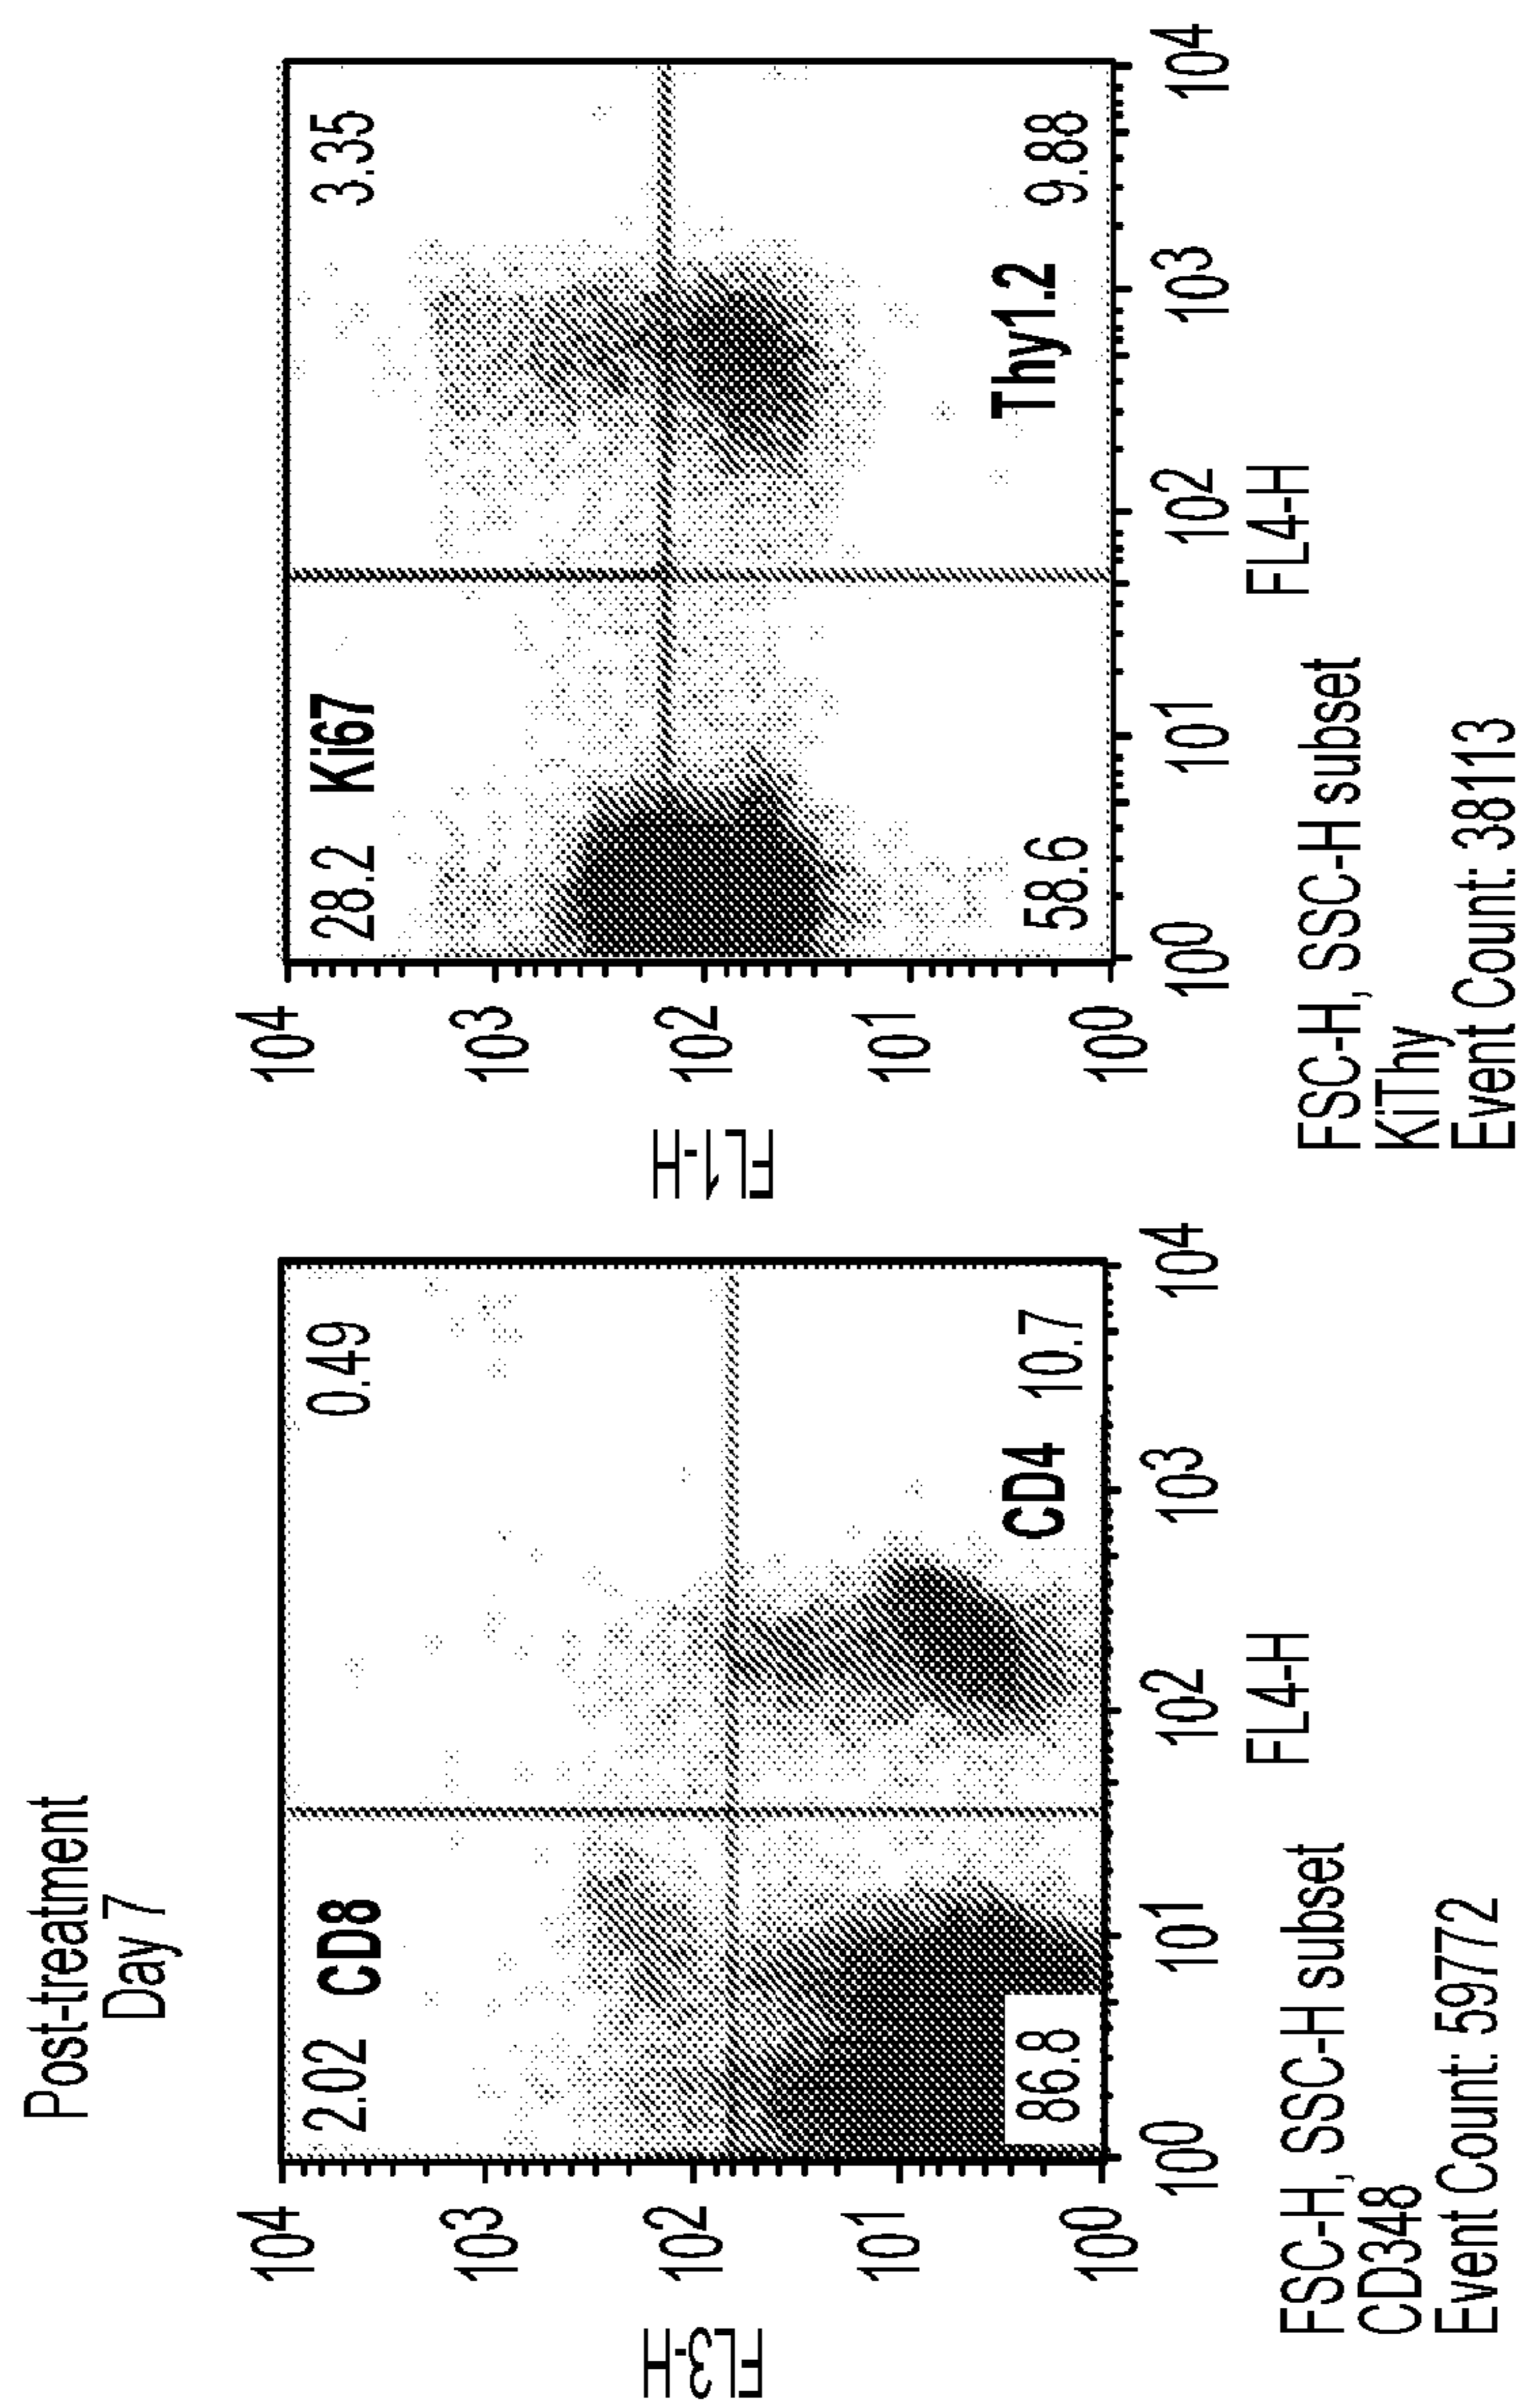 Post-treatment
Day 7
2.02 CD8
0.49
86.8
CD4 10.7
10⁴
10³
10²
10¹
10⁰
FL3-H
10⁰ 10¹ 10² 10³ 10⁴
FL4-H
FSC-H, SSC-H subset
CD348
Event Count: 59772
28.2 Ki67
3.35
58.6
Thy1.2
9.88
10⁴
10³
10²
10¹
10⁰
FL1-H
10⁰ 10¹ 10² 10³ 10⁴
FL4-H
FSC-H, SSC-H subset
KiThy
Event Count: 38113